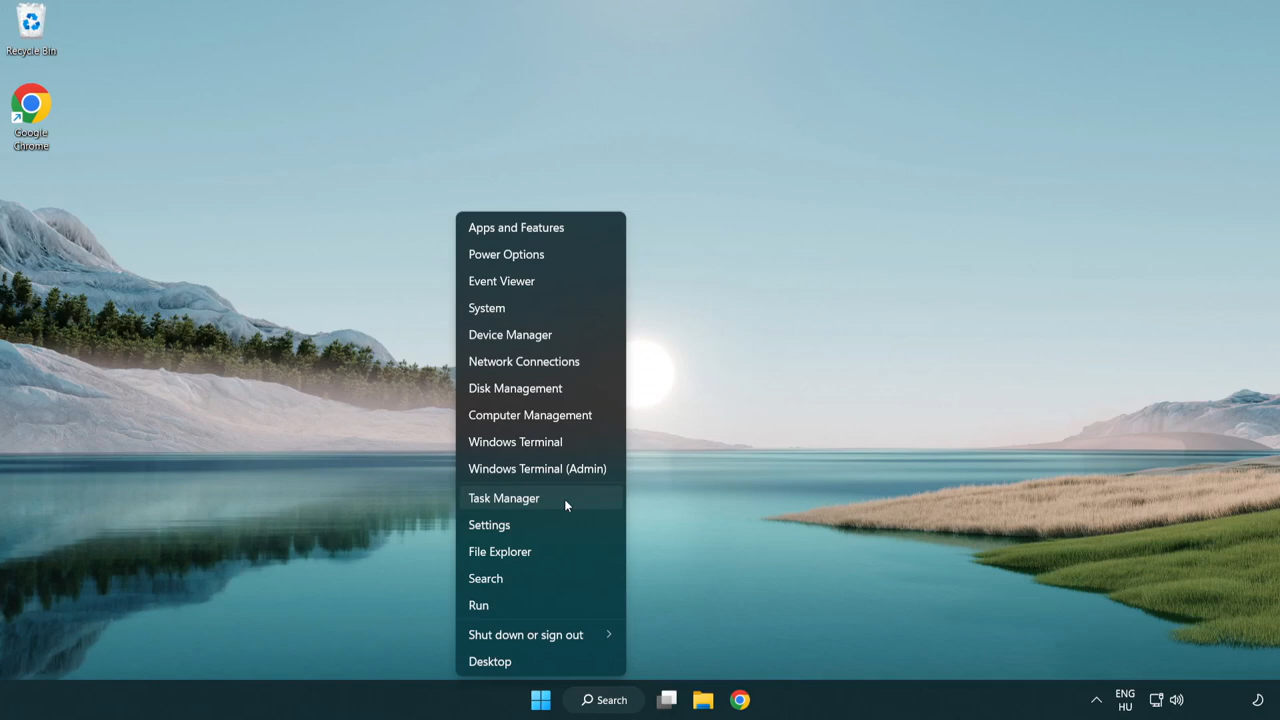 Recycle Bin
Google
Chrome
Apps and Features
Power Options
Event Viewer
System
Device Manager
Network Connections
Disk Management
Computer Management
Windows Terminal
Windows Terminal (Admin)
Task Manager
Settings
File Explorer
Search
Run
Shut down or sign out
Desktop
Search
ENG
HU